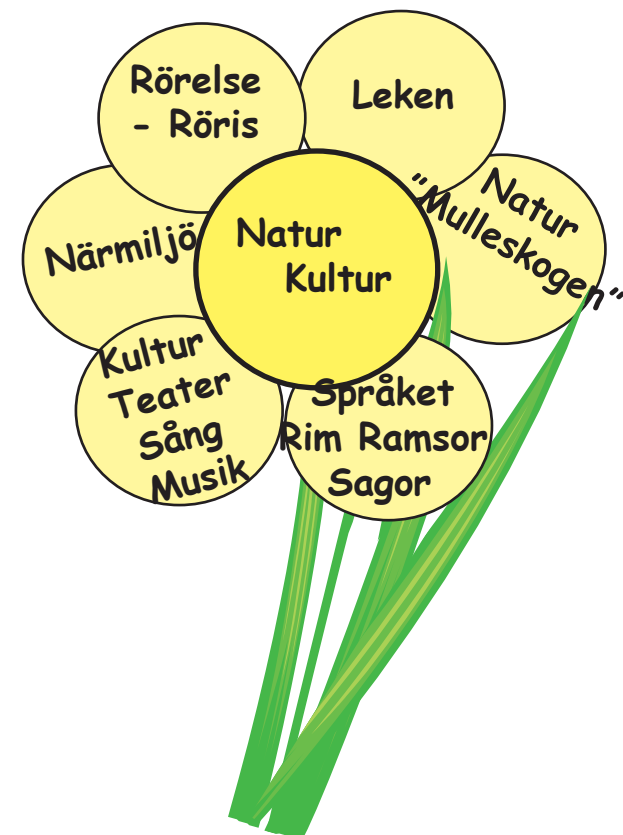 Rörelse
- Röris
Leken
Natur
"Mulleskogen"
Närmiljö
Natur
Kultur
Kultur
Teater
Sång
Musik
Språket
Rim Ramsor
Sagor